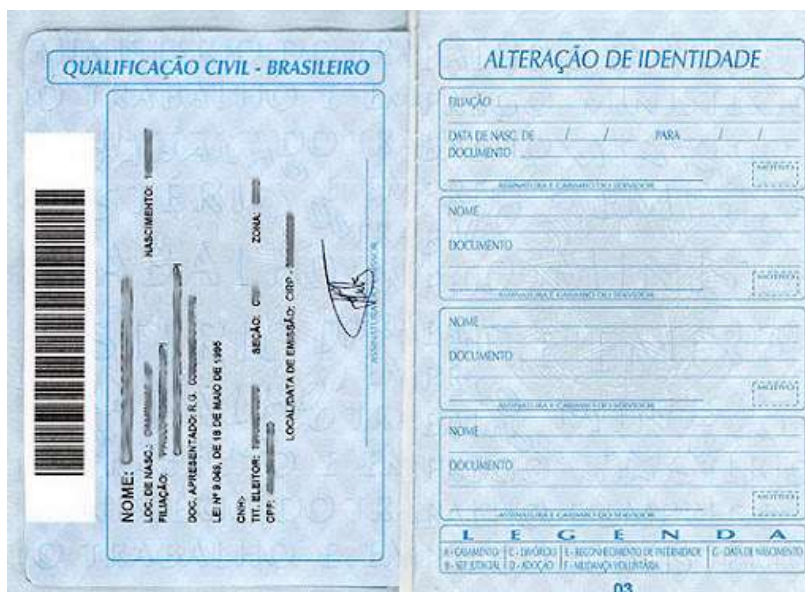 QUALIFICAÇÃO CIVIL - BRASILEIRO
NOME:
LOC. DE NASC.: NASCIMENTO:
FILIAÇÃO:
DOC. APRESENTADO: R.G.
LEI Nº 9.049, DE 18 DE MAIO DE 1995
CNH:
TIT. ELEITOR: SEÇÃO: ZONA:
CPF:
LOCAL/DATA DE EMISSÃO:
ASSINATURA
ALTERAÇÃO DE IDENTIDADE
FILIAÇÃO
DATA DE NASC. DE / / PARA / /
DOCUMENTO
MOTIVO
ASSINATURA E CARIMBO DO SERVIDOR
NOME
DOCUMENTO
MOTIVO
ASSINATURA E CARIMBO DO SERVIDOR
NOME
DOCUMENTO
MOTIVO
ASSINATURA E CARIMBO DO SERVIDOR
NOME
DOCUMENTO
MOTIVO
ASSINATURA E CARIMBO DO SERVIDOR
LEGENDA
A - CASAMENTO C - DIVÓRCIO E - RECONHECIMENTO DE PATERNIDADE G - DATA DE NASCIMENTO
B - SEP. JUDICIAL D - ADOÇÃO F - MUDANÇA VOLUNTÁRIA
03